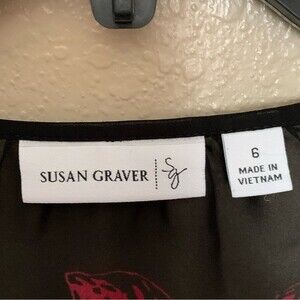 SUSAN GRAVER
sg
6
MADE IN
VIETNAM